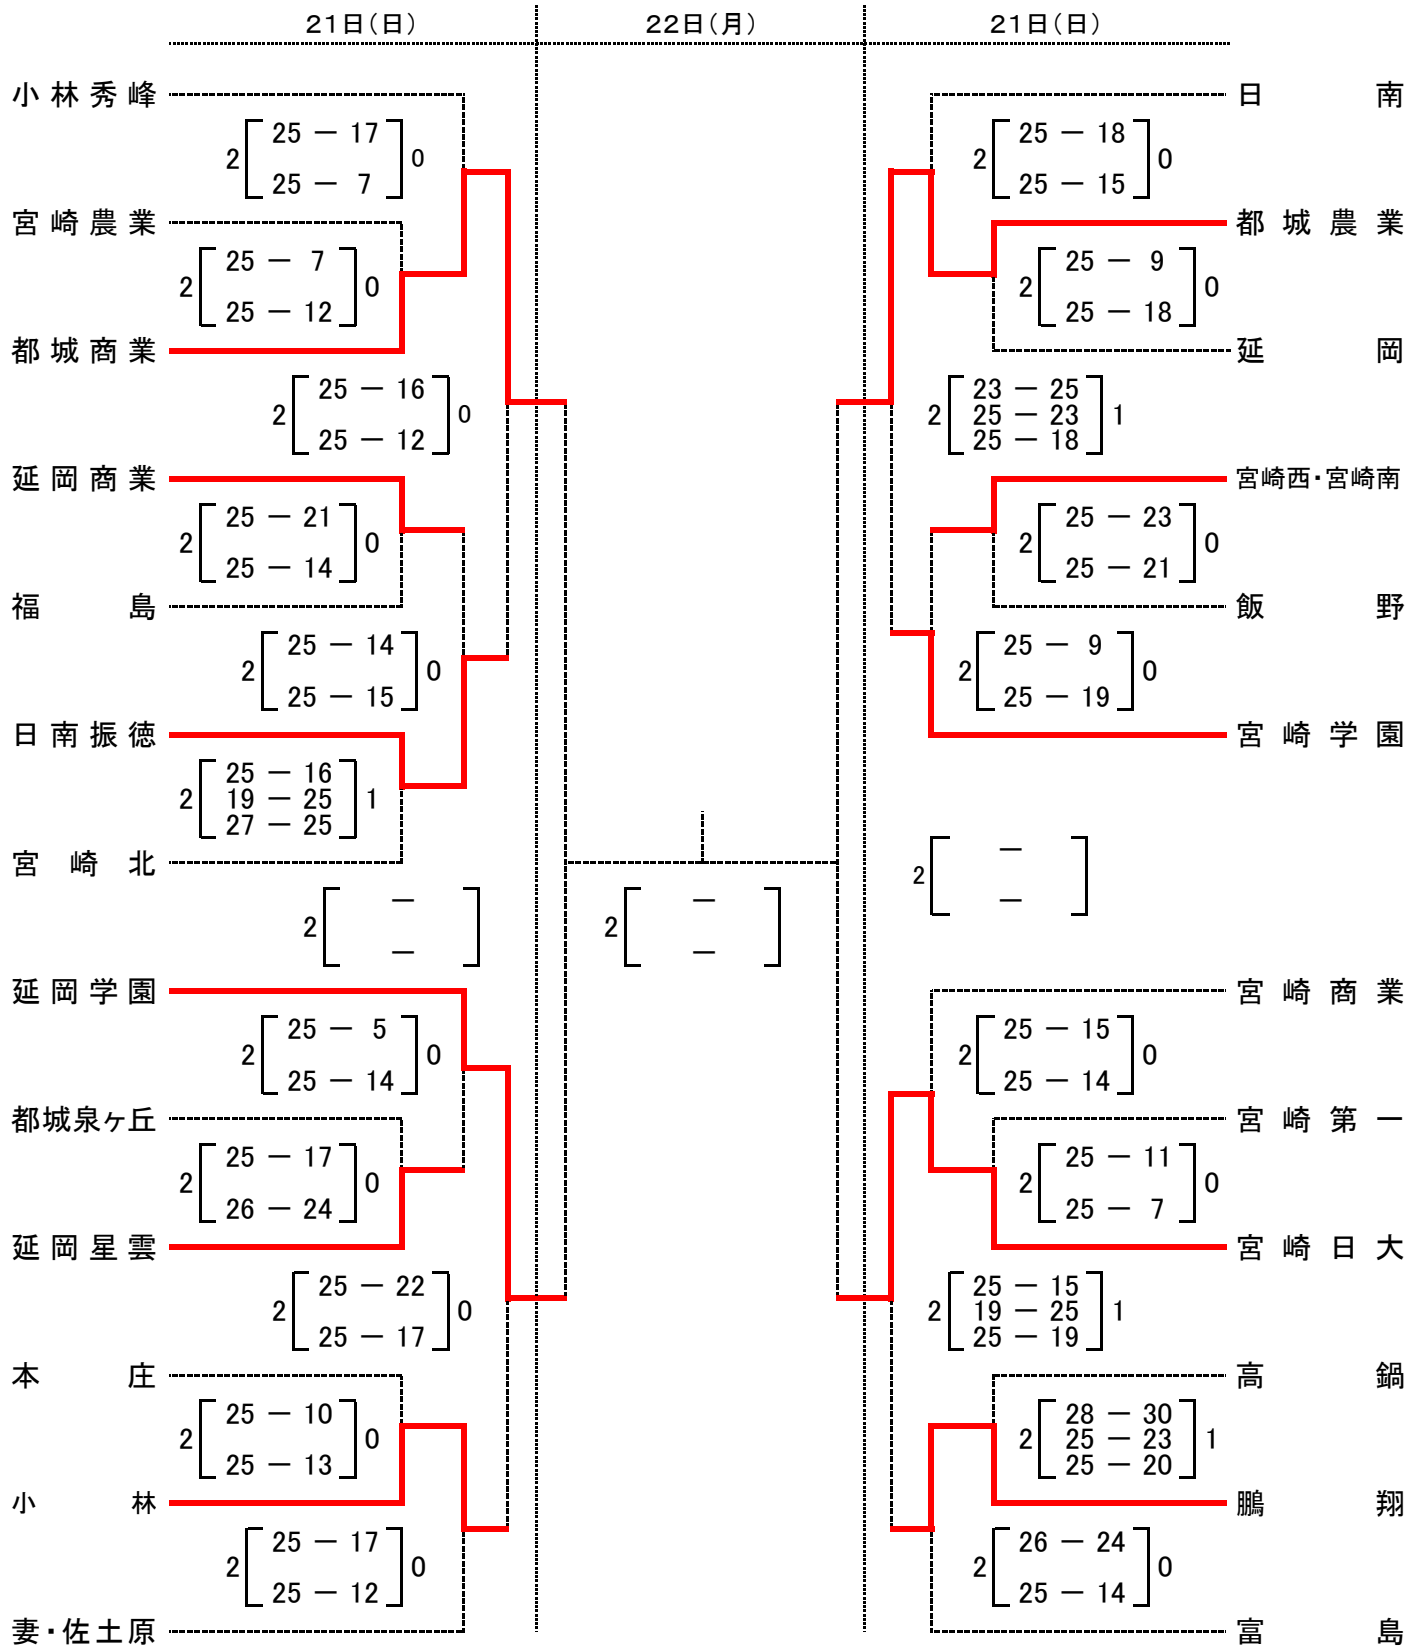 21日(日) 22日(月) 21日(日)
小林秀峰 日南
2 25 － 17 0 2 25 － 18 0
25 － 7 25 － 15
宮崎農業 都城農業
2 25 － 7 0 2 25 － 9 0
25 － 12 25 － 18
都城商業 延岡
2 25 － 16 0 2 23 － 25 1
25 － 23
25 － 12 25 － 18
延岡商業 宮崎西・宮崎南
2 25 － 21 0 2 25 － 23 0
25 － 14 25 － 21
福島 飯野
2 25 － 14 0 2 25 － 9 0
25 － 15 25 － 19
日南振徳 宮崎学園
2 25 － 16 1
19 － 25
27 － 25
宮崎北 2 －
－
2 － 2 －
－ －
延岡学園 宮崎商業
2 25 － 5 0 2 25 － 15 0
25 － 14 25 － 14
都城泉ヶ丘 宮崎第一
2 25 － 17 0 2 25 － 11 0
26 － 24 25 － 7
延岡星雲 宮崎日大
2 25 － 22 0 2 25 － 15 1
19 － 25
25 － 17 25 － 19
本庄 高鍋
2 25 － 10 0 2 28 － 30 1
25 － 23
25 － 13 25 － 20
小林 鵬翔
2 25 － 17 0 2 26 － 24 0
25 － 12 25 － 14
妻・佐土原 富島